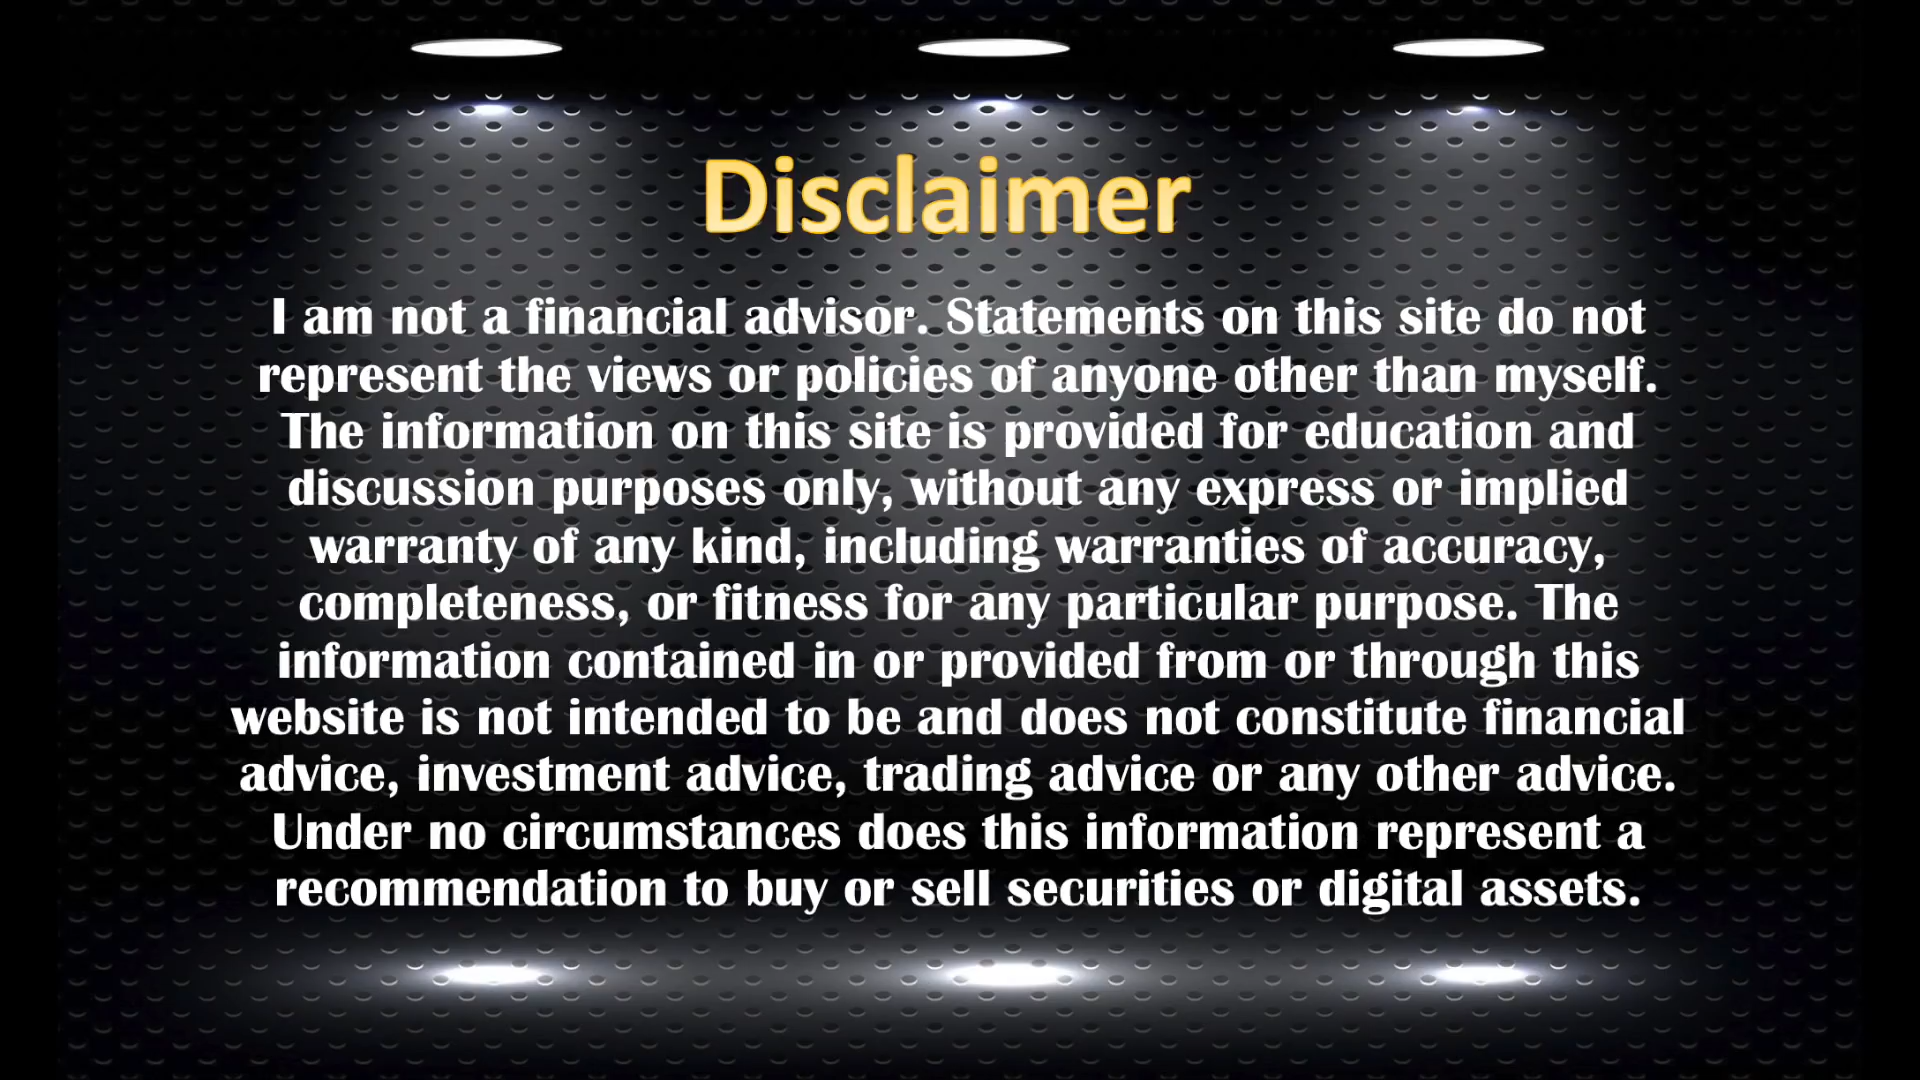 Disclaimer
I am not a financial advisor. Statements on this site do not
represent the views or policies of anyone other than myself.
The information on this site is provided for education and
discussion purposes only, without any express or implied
warranty of any kind, including warranties of accuracy,
completeness, or fitness for any particular purpose. The
information contained in or provided from or through this
website is not intended to be and does not constitute financial
advice, investment advice, trading advice or any other advice.
Under no circumstances does this information represent a
recommendation to buy or sell securities or digital assets.